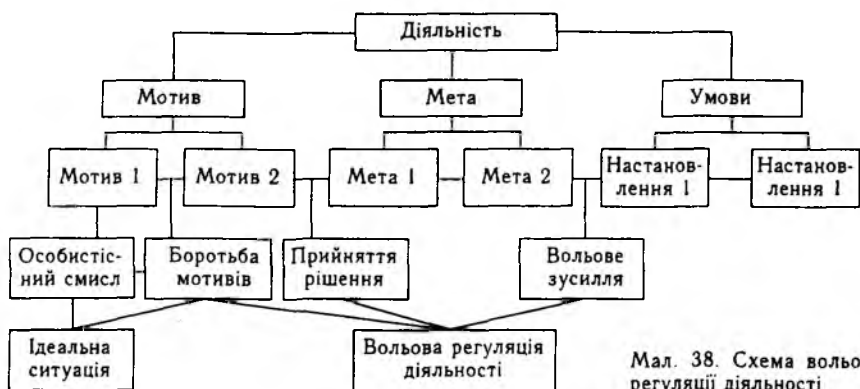 Діяльність
Мотив
Мета
Умови
Мотив 1
Мотив 2
Мета 1
Мета 2
Настанов-
лення 1
Настанов-
лення 1
Особистіс-
ний смисл
Боротьба
мотивів
Прийняття
рішення
Вольове
зусилля
Ідеальна
ситуація
Вольова регуляція
діяльності
Мал. 38. Схема вольо
регуляції діяльності